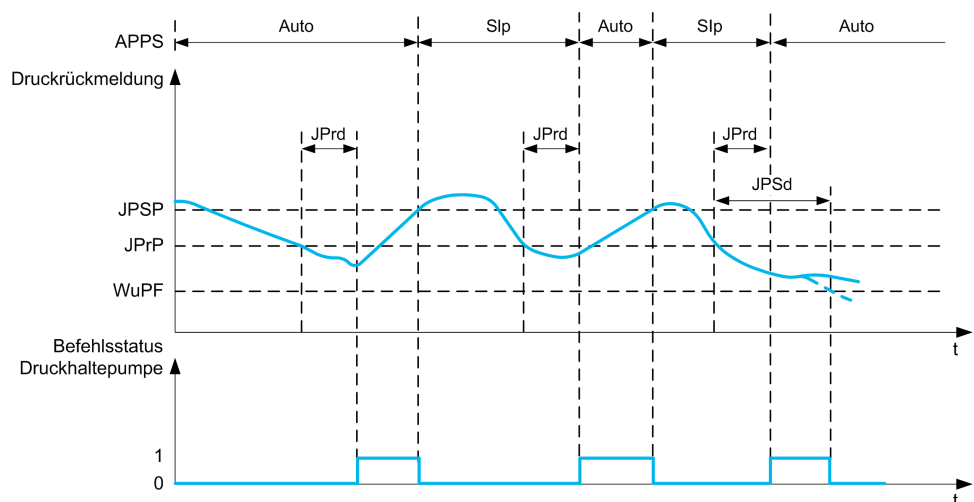 Auto Slp Auto Slp Auto
APPS
Druckrückmeldung
JPrd JPrd JPrd
JPSd
JPSP
JPrP
WuPF
t
Befehlsstatus
Druckhaltepumpe
1
0
t